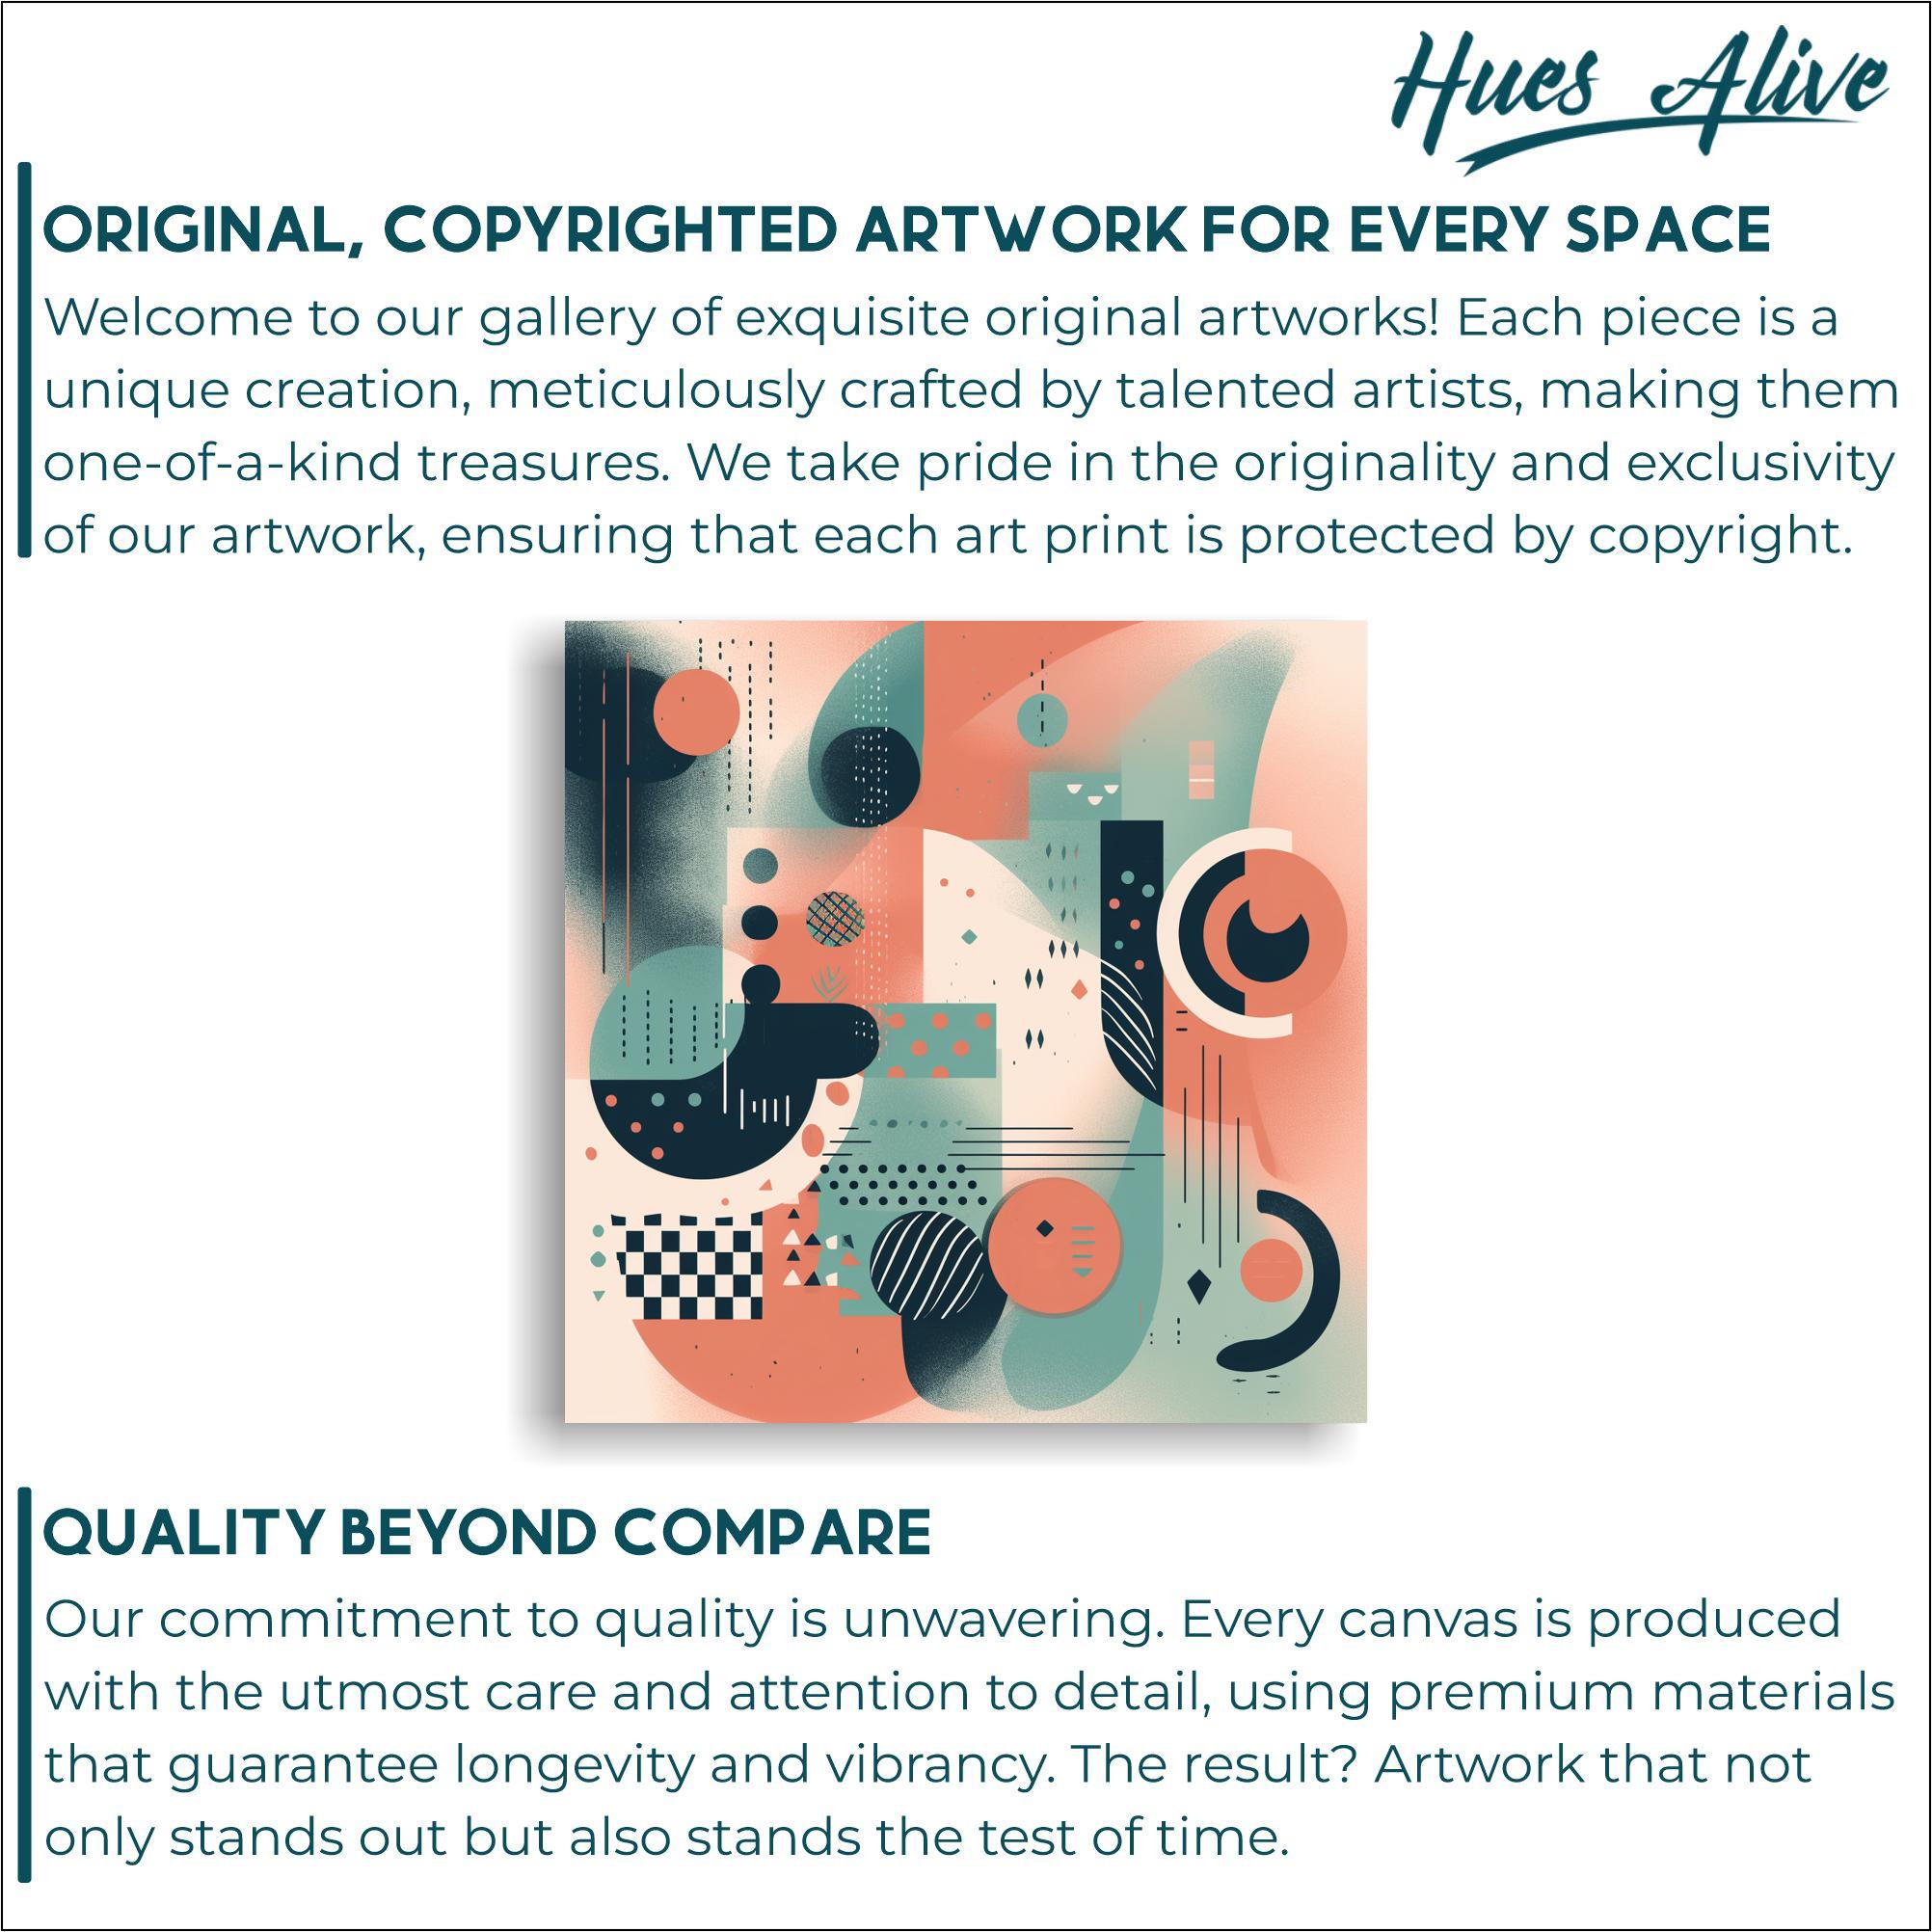 Hues Alive
ORIGINAL, COPYRIGHTED ARTWORK FOR EVERY SPACE
Welcome to our gallery of exquisite original artworks! Each piece is a
unique creation, meticulously crafted by talented artists, making them
one-of-a-kind treasures. We take pride in the originality and exclusivity
of our artwork, ensuring that each art print is protected by copyright.
QUALITY BEYOND COMPARE
Our commitment to quality is unwavering. Every canvas is produced
with the utmost care and attention to detail, using premium materials
that guarantee longevity and vibrancy. The result? Artwork that not
only stands out but also stands the test of time.